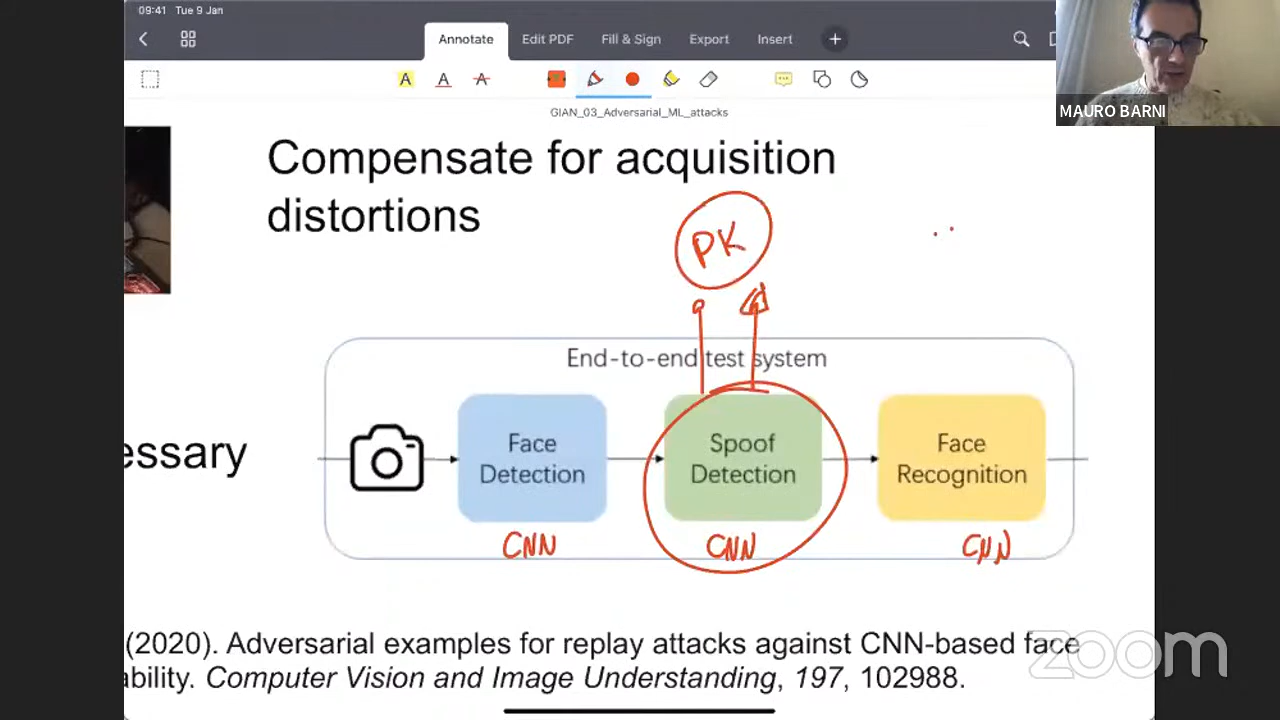 09:41 Tue 9 Jan
Annotate Edit PDF Fill & Sign Export Insert
A A A
GIAN_03_Adversarial_ML_attacks
MAURO BARNI
Compensate for acquisition
distortions
PK
End-to-end test system
essary
Face
Detection
Spoof
Detection
Face
Recognition
CNN CNN CNN
(2020). Adversarial examples for replay attacks against CNN-based face
ability. Computer Vision and Image Understanding, 197, 102988.
zoom